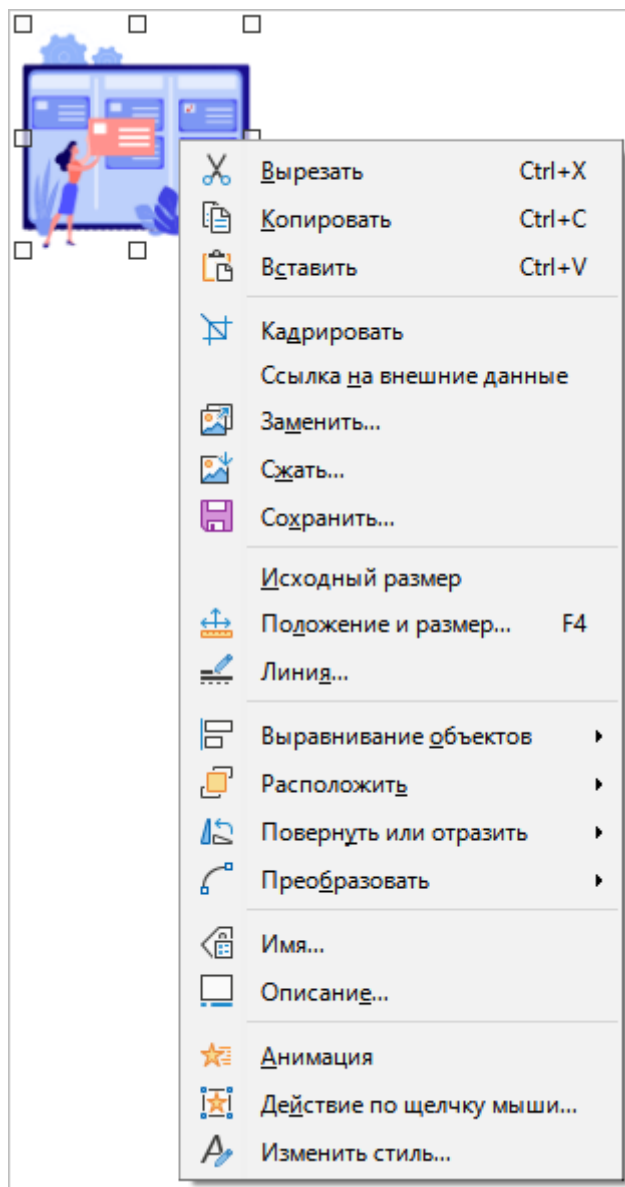 Вырезать Ctrl+X
Копировать Ctrl+C
Вставить Ctrl+V
Кадрировать
Ссылка на внешние данные
Заменить...
Сжать...
Сохранить...
Исходный размер
Положение и размер... F4
Линия...
Выравнивание объектов
Расположить
Повернуть или отразить
Преобразовать
Имя...
Описание...
Анимация
Действие по щелчку мыши...
Изменить стиль...